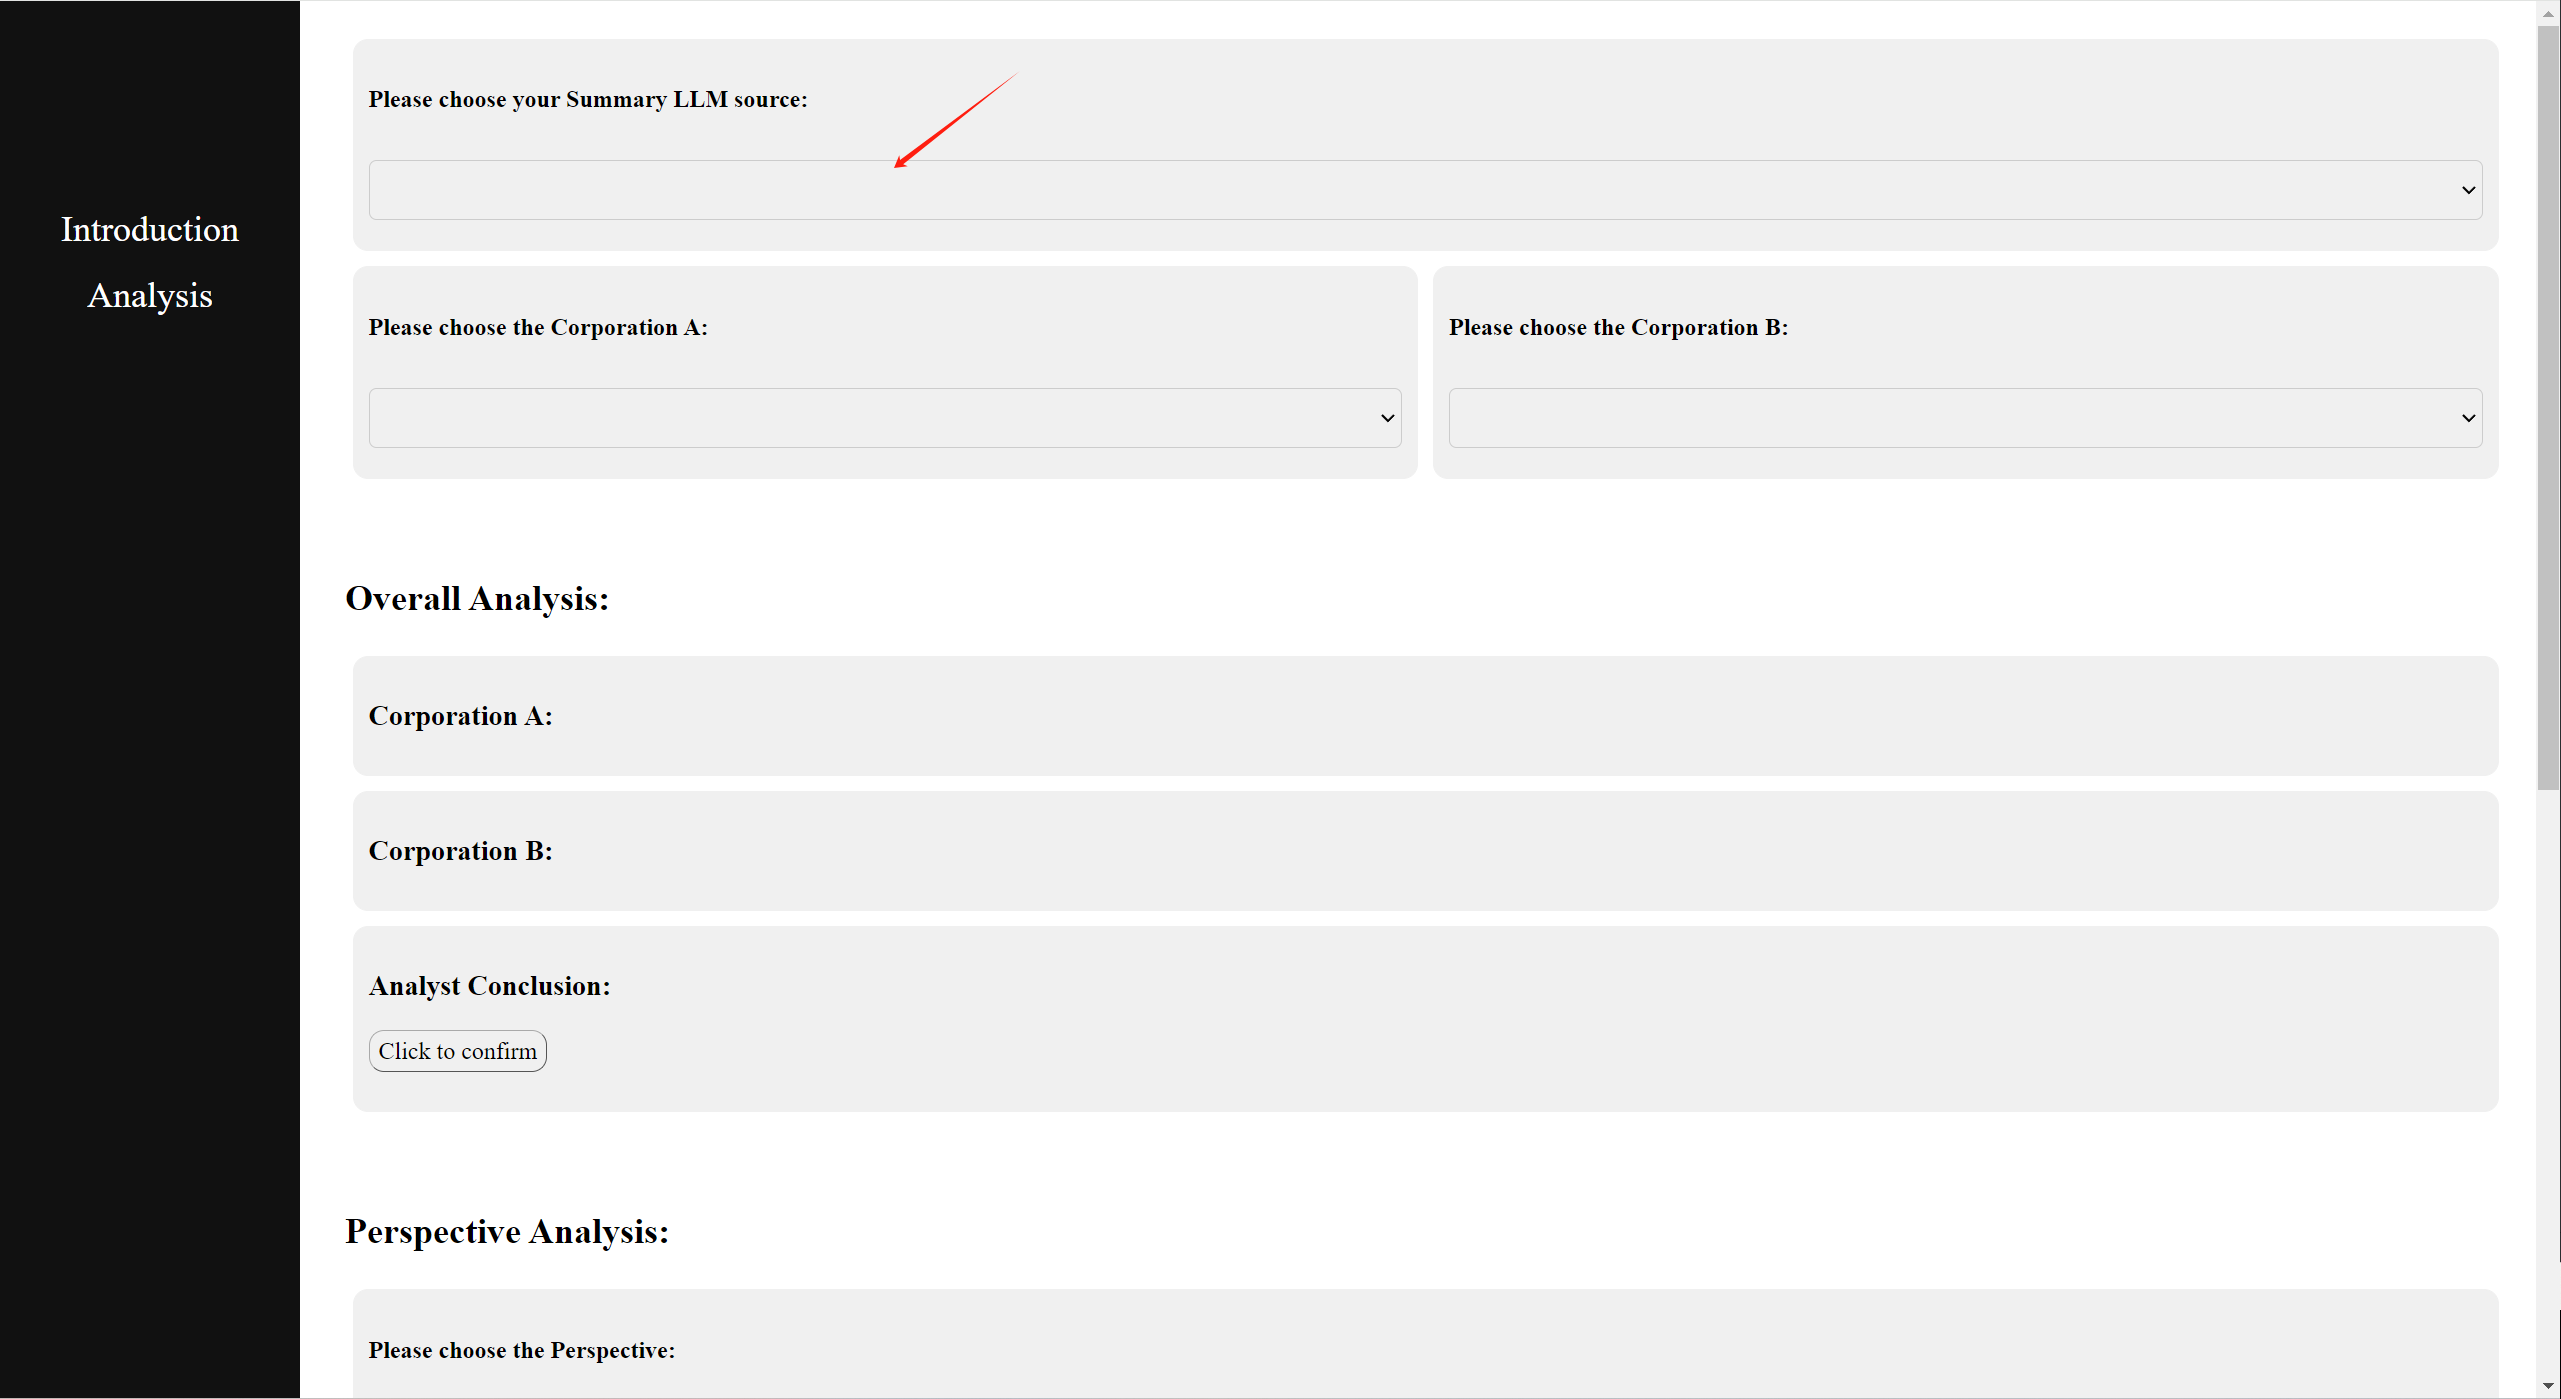 Introduction
Analysis
Please choose your Summary LLM source:
Please choose the Corporation A:
Please choose the Corporation B:
Overall Analysis:
Corporation A:
Corporation B:
Analyst Conclusion:
Click to confirm
Perspective Analysis:
Please choose the Perspective: